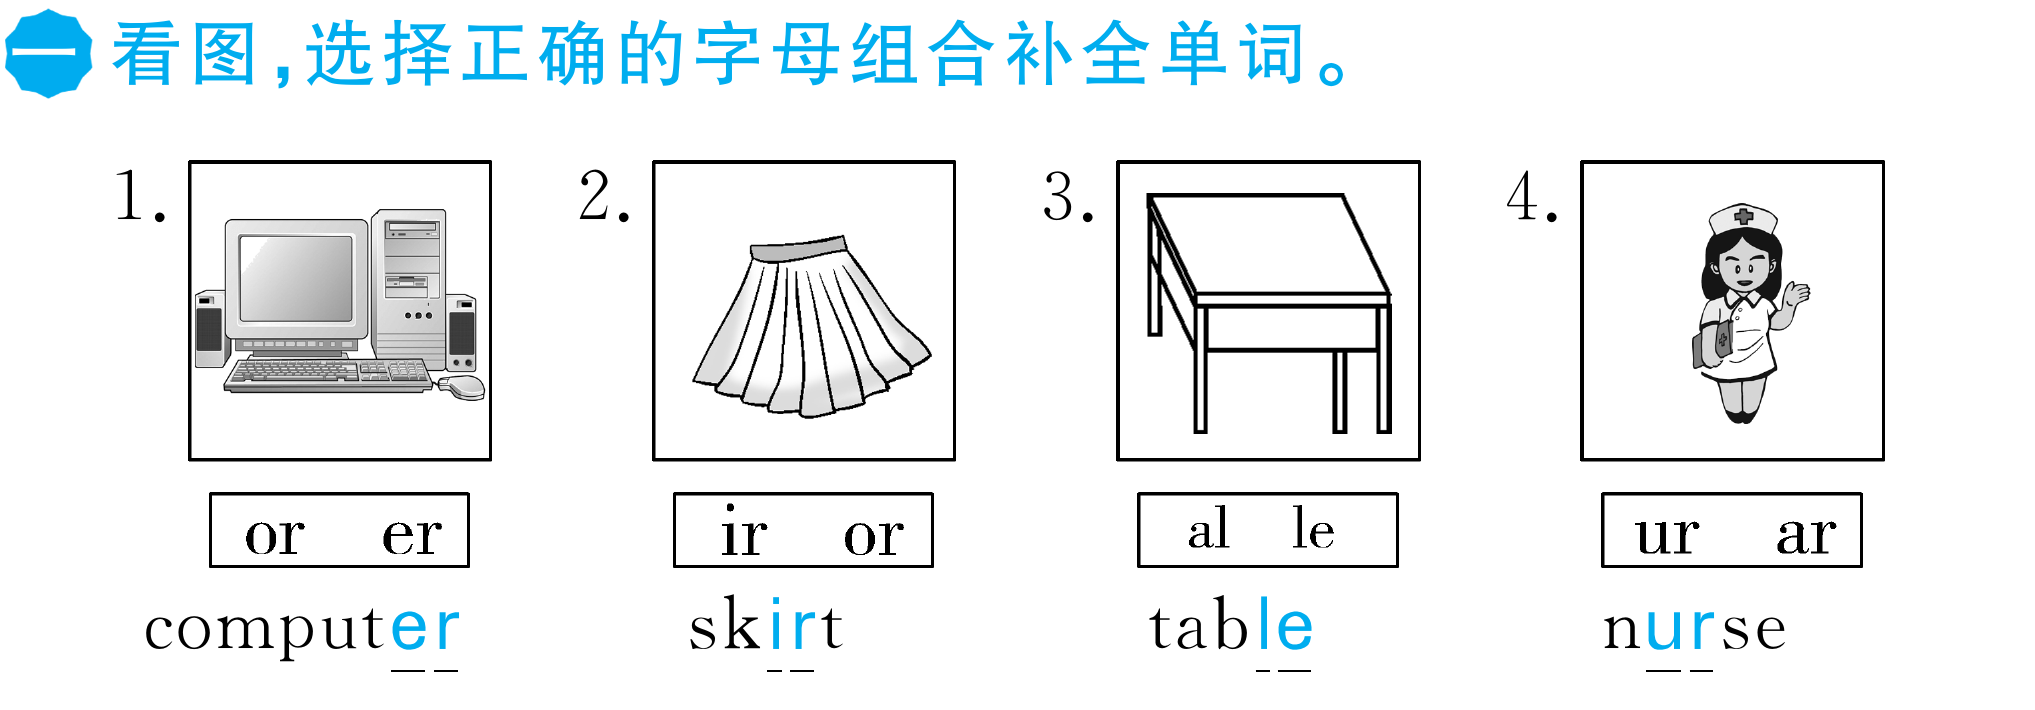 一 看图,选择正确的字母组合补全单词。
1. 2. 3. 4.
or er ir or al le ur ar
computer skirt table nurse